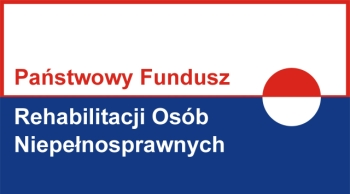 Państwowy Fundusz
Rehabilitacji Osób
Niepełnosprawnych